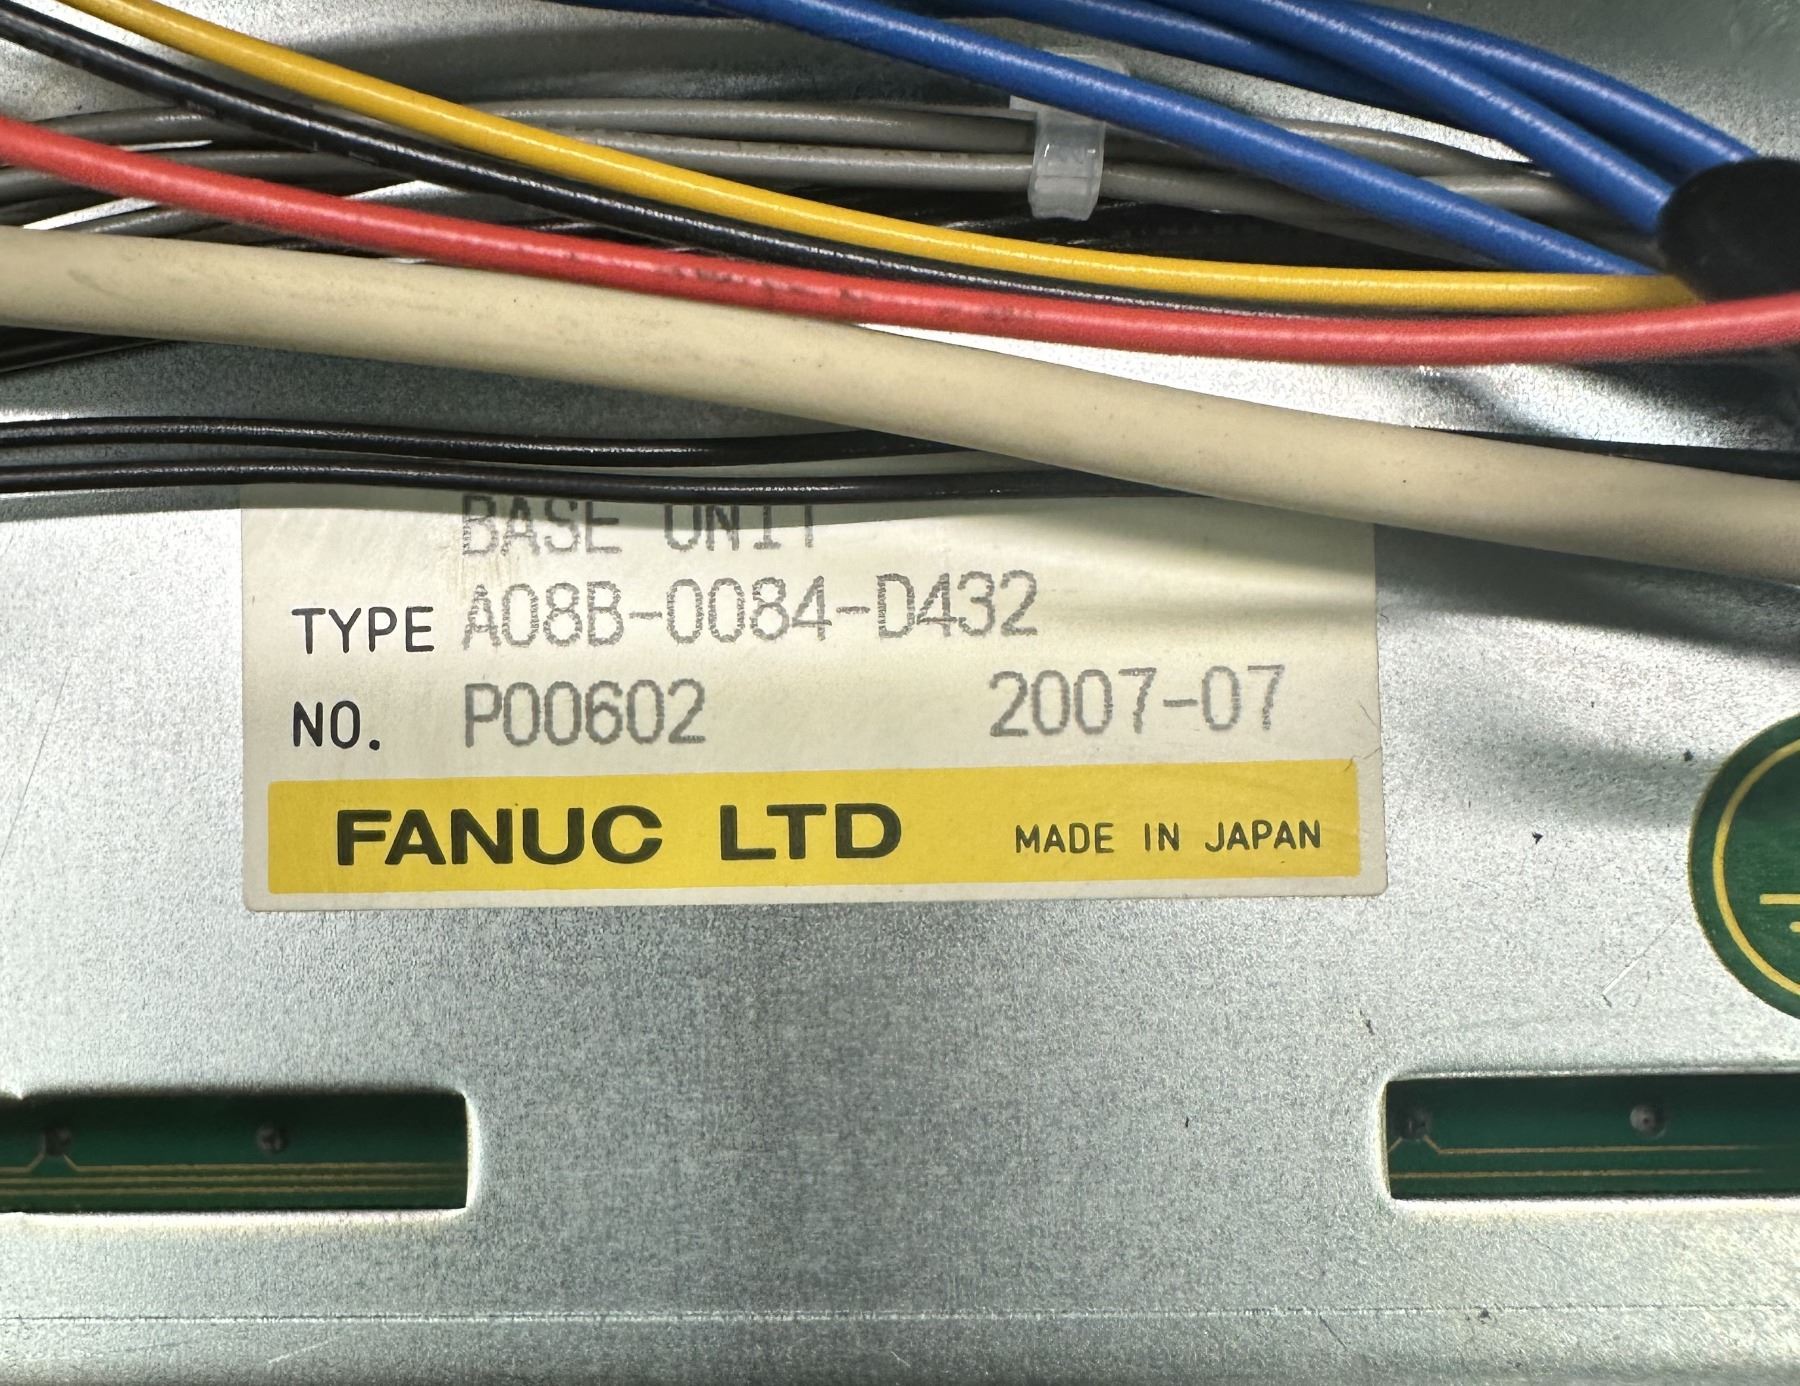 BASE UNIT
TYPE A08B-0084-D432
NO. P00602 2007-07
FANUC LTD MADE IN JAPAN